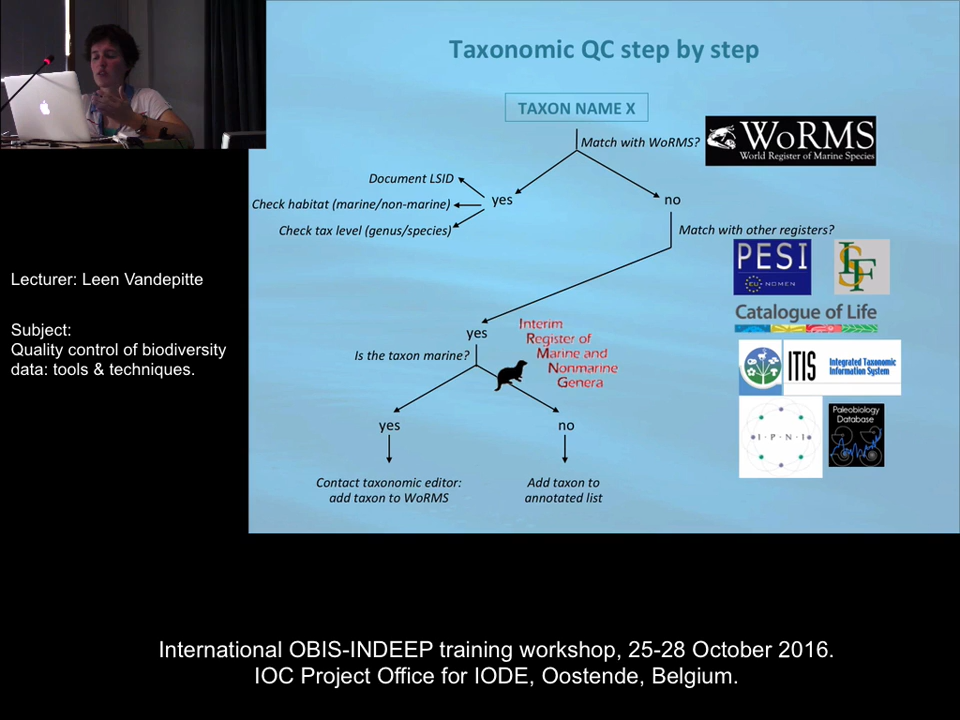 Taxonomic QC step by step
TAXON NAME X
Match with WoRMS?
WoRMS
World Register of Marine Species
Document LSID
Check habitat (marine/non-marine)
Check tax level (genus/species)
yes
no
Match with other registers?
PESI
EU NOMEN
Catalogue of Life
ITIS
Integrated Taxonomic
Information System
I P N I
Paleobiology
Database
yes
Is the taxon marine?
Interim
Register of
Marine and
Nonmarine
Genera
yes
no
Contact taxonomic editor:
add taxon to WoRMS
Add taxon to
annotated list
Lecturer: Leen Vandepitte
Subject:
Quality control of biodiversity
data: tools & techniques.
International OBIS-INDEEP training workshop, 25-28 October 2016.
IOC Project Office for IODE, Oostende, Belgium.